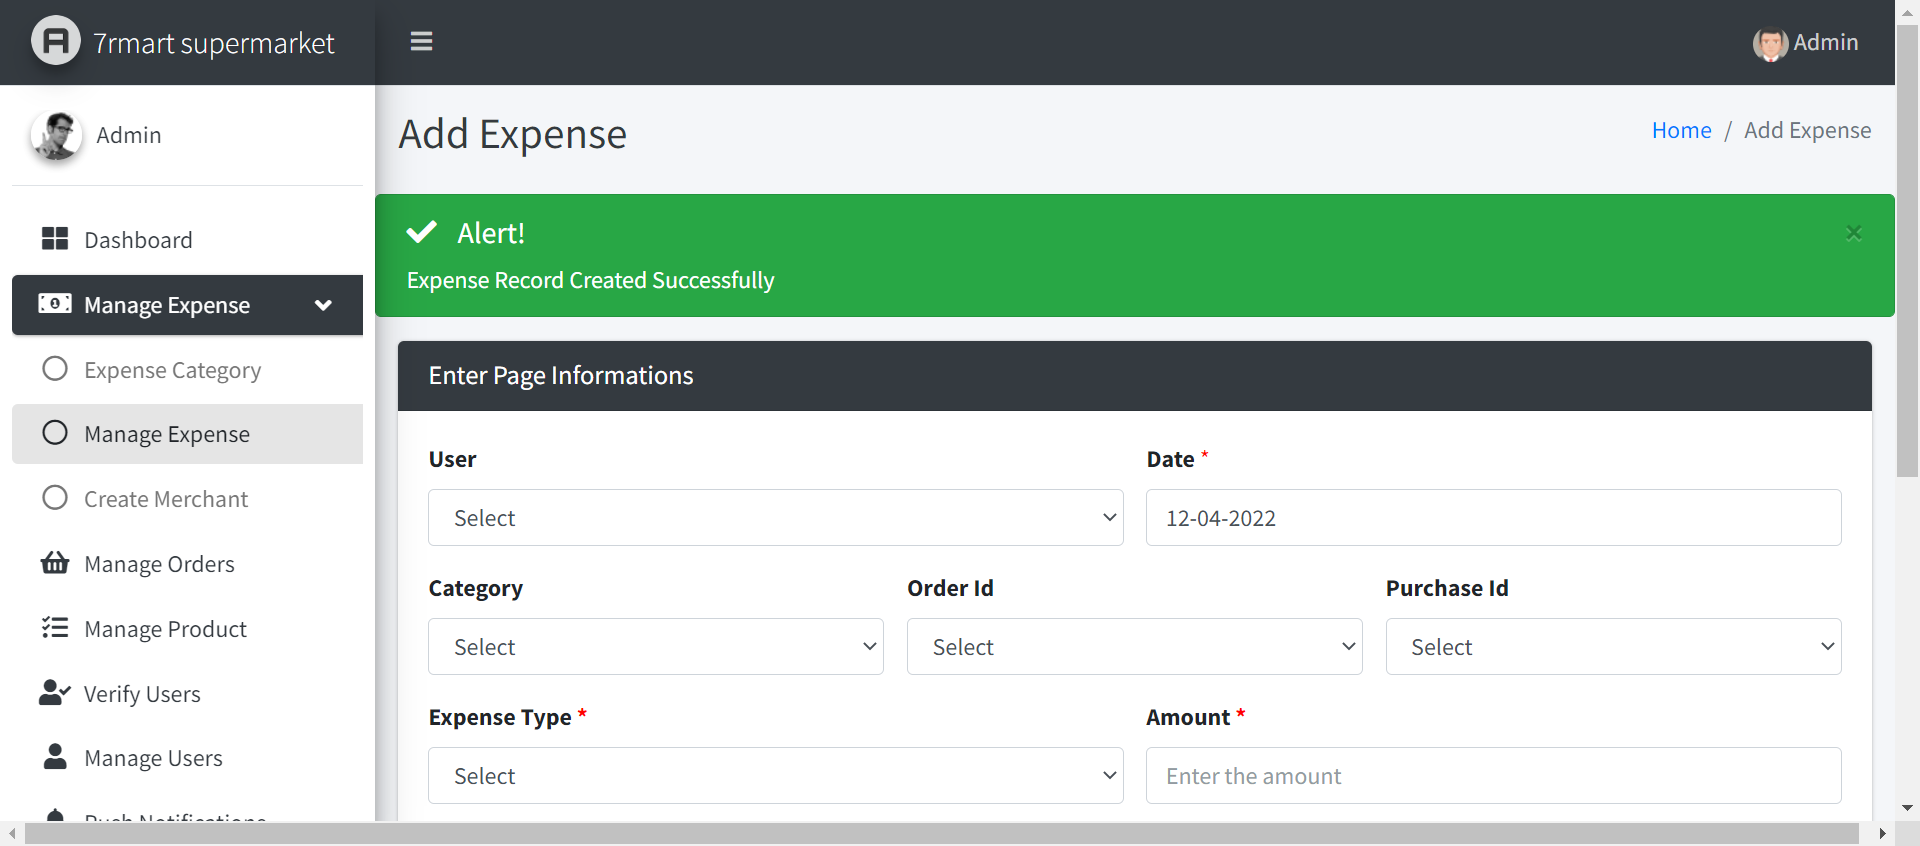 7rmart supermarket
Admin
Admin
Add Expense
Home / Add Expense
Dashboard
Alert!
×
Expense Record Created Successfully
Manage Expense
Expense Category
Manage Expense
Create Merchant
Manage Orders
Manage Product
Verify Users
Manage Users
Push Notifications
Enter Page Informations
User
Date *
Select
12-04-2022
Category
Order Id
Purchase Id
Select
Select
Select
Expense Type *
Amount *
Select
Enter the amount